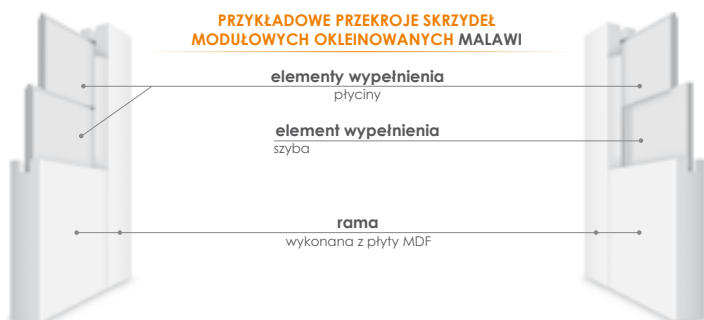 PRZYKŁADOWE PRZEKROJE SKRZYDEŁ
MODUŁOWYCH OKLEINOWANYCH MALAWI
elementy wypełnienia
płyciny
element wypełnienia
szyba
rama
wykonana z płyty MDF